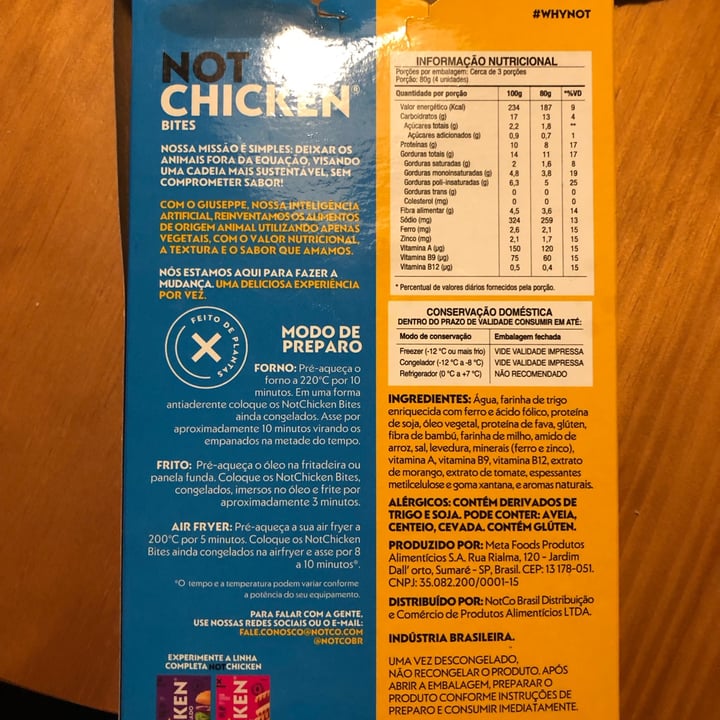 #WHYNOT
NOT
CHICKEN®
BITES
NOSSA MISSÃO É SIMPLES: DEIXAR OS
ANIMAIS FORA DA EQUAÇÃO, VISANDO
UMA CADEIA MAIS SUSTENTÁVEL, SEM
COMPROMETER SABOR!
COM O GIUSEPPE, NOSSA INTELIGÊNCIA
ARTIFICIAL, REINVENTAMOS OS ALIMENTOS
DE ORIGEM ANIMAL UTILIZANDO APENAS
VEGETAIS, COM O VALOR NUTRICIONAL,
A TEXTURA E O SABOR QUE AMAMOS.
NÓS ESTAMOS AQUI PARA FAZER A
MUDANÇA. UMA DELICIOSA EXPERIÊNCIA
POR VEZ.
FEITO DE PLANTAS
MODO DE
PREPARO
FORNO: Pré-aqueça o
forno a 220°C por 10
minutos. Em uma forma
antiaderente coloque os NotChicken Bites
ainda congelados. Asse por
aproximadamente 10 minutos virando os
empanados na metade do tempo.
FRITO: Pré-aqueça o óleo na fritadeira ou
panela funda. Coloque os NotChicken Bites,
congelados, imersos no óleo e frite por
aproximadamente 3 minutos.
AIR FRYER: Pré-aqueça a sua air fryer a
200°C por 5 minutos. Coloque os NotChicken
Bites ainda congelados na airfryer e asse por 8
a 10 minutos*.
*O tempo e a temperatura podem variar conforme
a potência do seu equipamento.
PARA FALAR COM A GENTE,
USE NOSSAS REDES SOCIAIS OU O E-MAIL:
FALE.CONOSCO@NOTCO.COM
@NOTCOBR
EXPERIMENTE A LINHA
COMPLETA NOT CHICKEN
INFORMAÇÃO NUTRICIONAL
Porções por embalagem: Cerca de 3 porções
Porção: 80g (4 unidades)
Quantidade por porção 100g 80g *%VD
Valor energético (Kcal) 234 187 9
Carboidratos (g) 17 13 4
Açúcares totais (g) 2,2 1,8 **
Açúcares adicionados (g) 0,9 0,7 1
Proteínas (g) 10 8 17
Gorduras totais (g) 14 11 17
Gorduras saturadas (g) 2 1,6 8
Gorduras monoinsaturadas (g) 4,8 3,8 19
Gorduras poli-insaturadas (g) 6,3 5 25
Gorduras trans (g) 0 0 0
Colesterol (mg) 0 0 0
Fibra alimentar (g) 4,5 3,6 14
Sódio (mg) 324 259 13
Ferro (mg) 2,6 2,1 15
Zinco (mg) 2,1 1,7 15
Vitamina A (µg) 150 120 15
Vitamina B9 (µg) 75 60 15
Vitamina B12 (µg) 0,5 0,4 15
* Percentual de valores diários fornecidos pela porção.
CONSERVAÇÃO DOMÉSTICA
DENTRO DO PRAZO DE VALIDADE CONSUMIR EM ATÉ:
Modo de conservação Embalagem fechada
Freezer (-12 °C ou mais frio) VIDE VALIDADE IMPRESSA
Congelador (-12 °C a -8 °C) VIDE VALIDADE IMPRESSA
Refrigerador (0 °C a +7 °C) NÃO RECOMENDADO
INGREDIENTES: Água, farinha de trigo
enriquecida com ferro e ácido fólico, proteína
de soja, óleo vegetal, proteína de fava, glúten,
fibra de bambú, farinha de milho, amido de
arroz, sal, levedura, minerais (ferro e zinco),
vitamina A, vitamina B9, vitamina B12, extrato
de morango, extrato de tomate, espessantes
metilcelulose e goma xantana, e aromas naturais.
ALÉRGICOS: CONTÉM DERIVADOS DE
TRIGO E SOJA. PODE CONTER: AVEIA,
CENTEIO, CEVADA. CONTÉM GLÚTEN.
PRODUZIDO POR: Meta Foods Produtos
Alimentícios S.A. Rua Rialma, 120 - Jardim
Dall' orto, Sumaré - SP, Brasil. CEP: 13 178-051.
CNPJ: 35.082.200/0001-15
DISTRIBUÍDO POR: NotCo Brasil Distribuição
e Comércio de Produtos Alimentícios LTDA.
INDÚSTRIA BRASILEIRA.
UMA VEZ DESCONGELADO,
NÃO RECONGELAR O PRODUTO. APÓS
ABRIR A EMBALAGEM, PREPARAR O
PRODUTO CONFORME INSTRUÇÕES DE
PREPARO E CONSUMIR IMEDIATAMENTE.